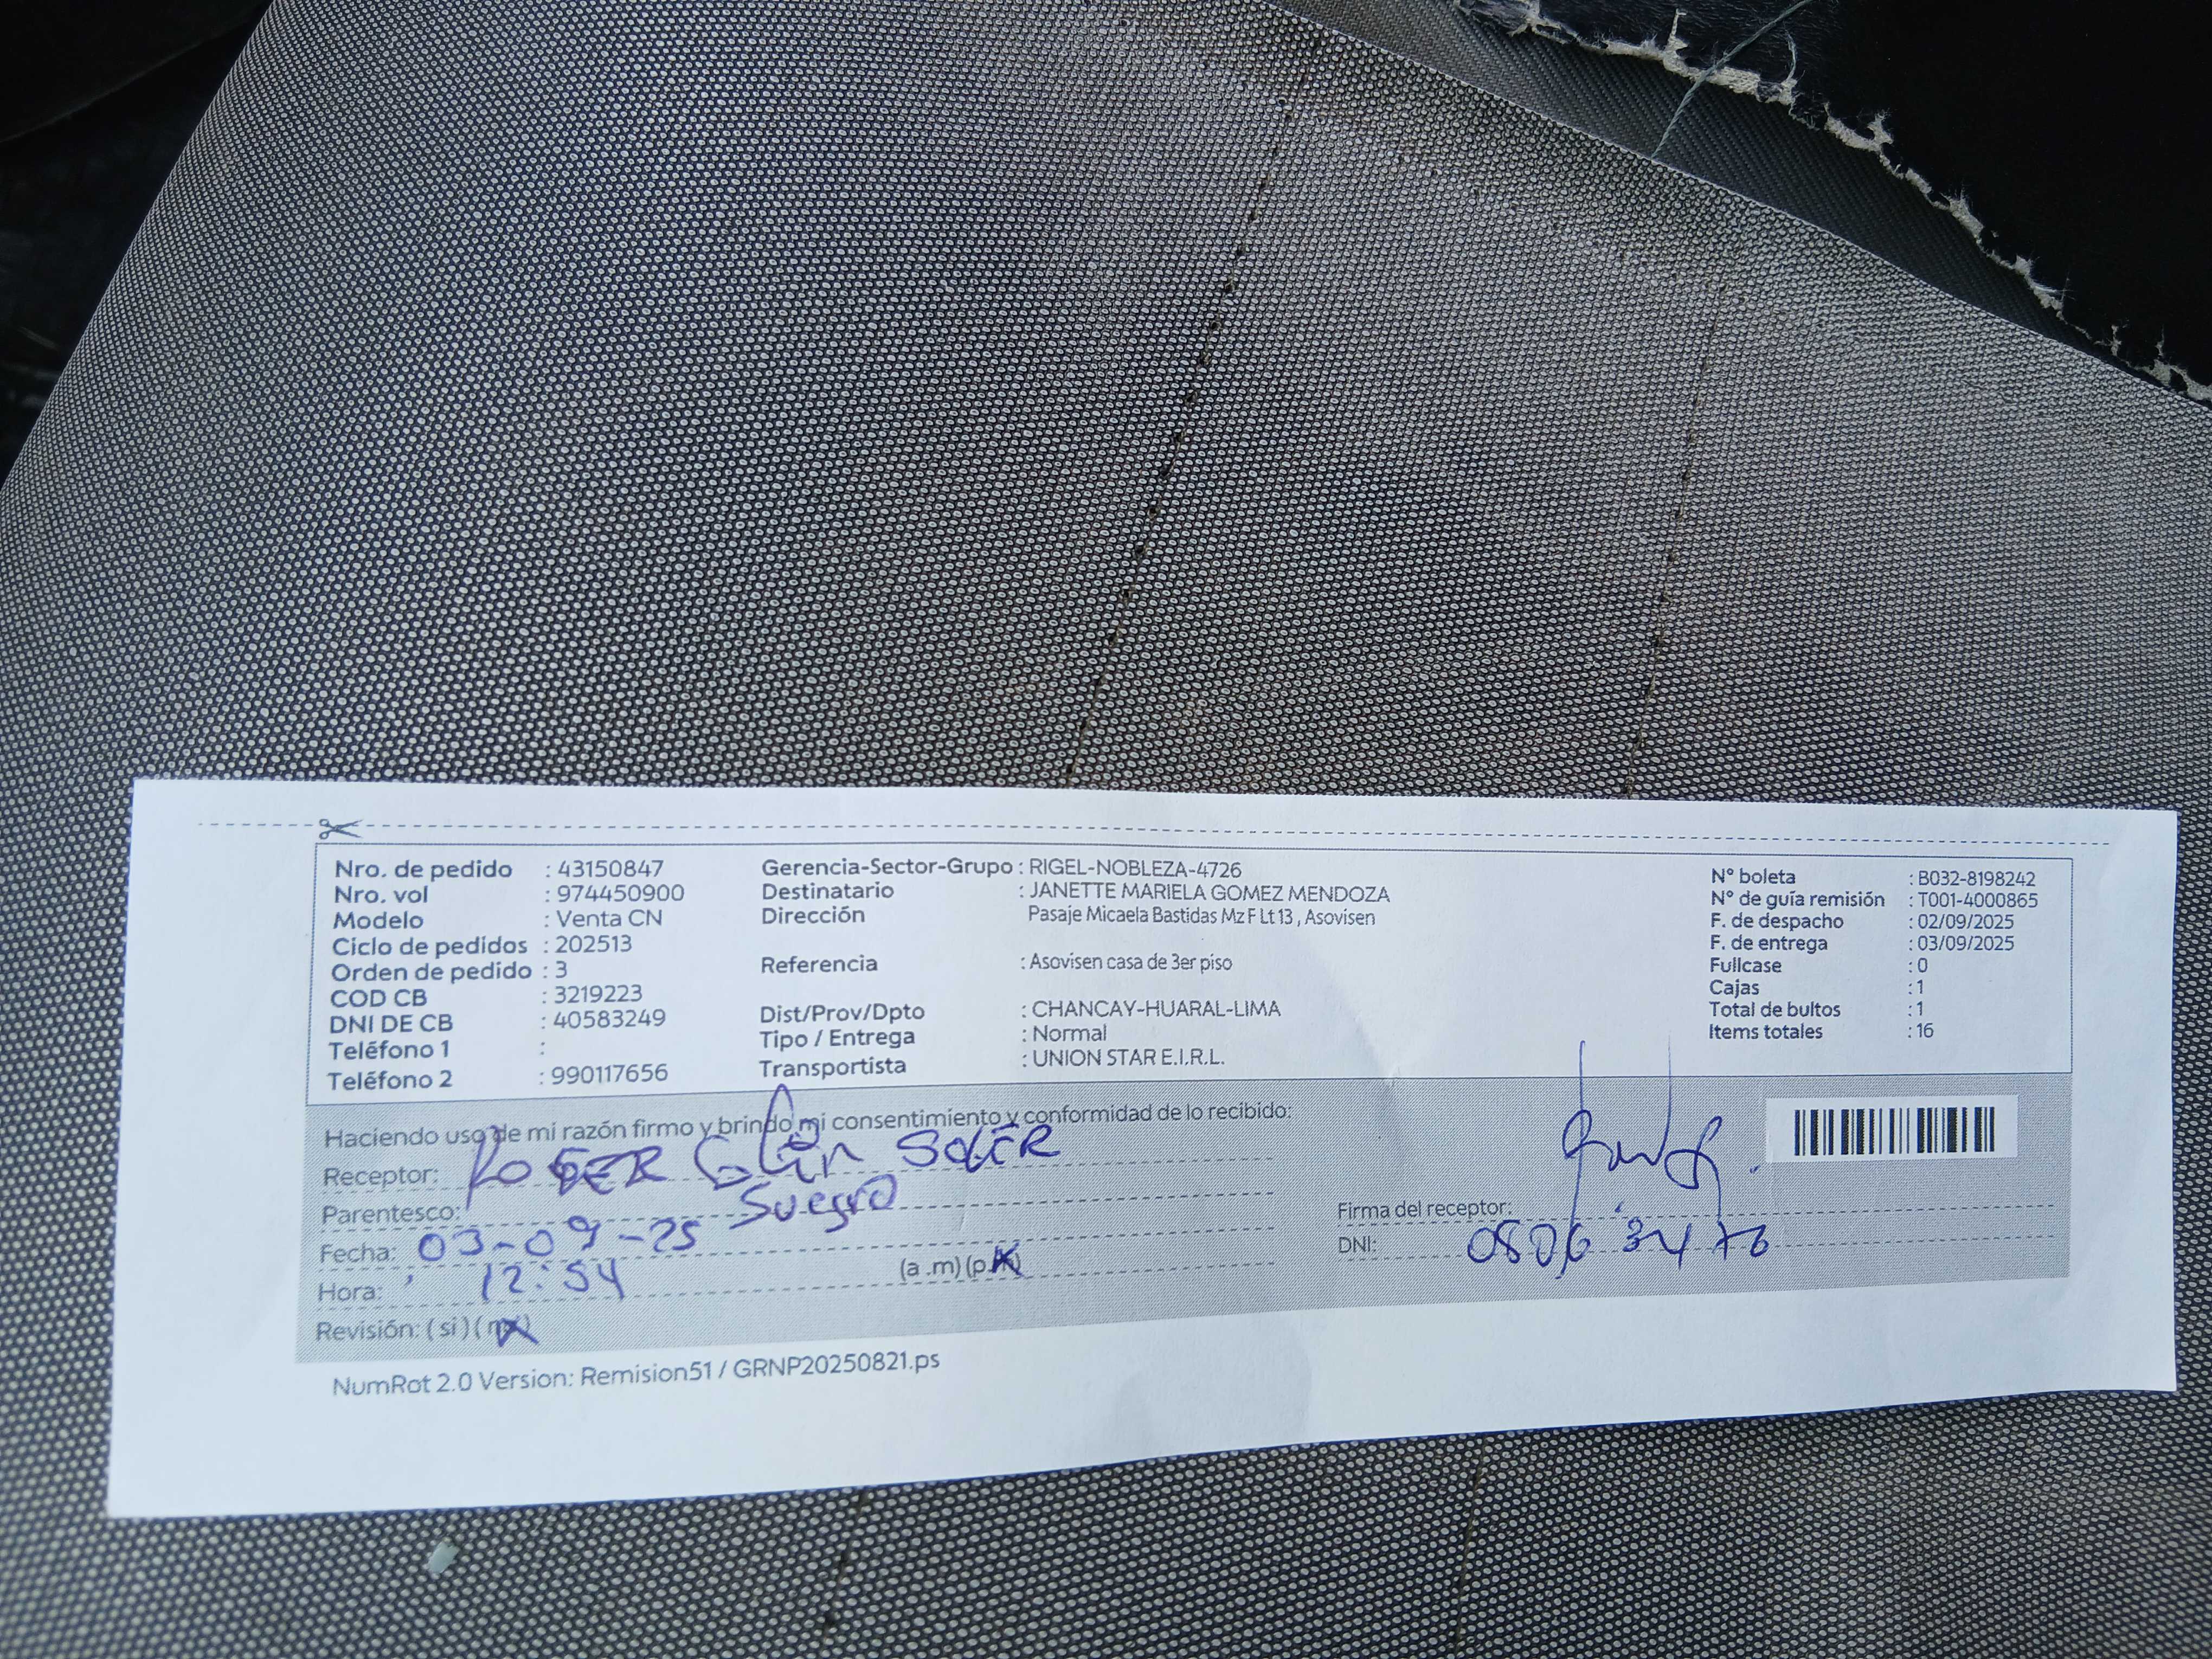 Nro. de pedido : 43150847
Nro. vol : 974450900
Modelo : Venta CN
Ciclo de pedidos : 202513
Orden de pedido : 3
COD CB : 3219223
DNI DE CB : 40583249
Teléfono 1 :
Teléfono 2 : 990117656
Gerencia-Sector-Grupo : RIGEL-NOBLEZA-4726
Destinatario : JANETTE MARIELA GOMEZ MENDOZA
Dirección Pasaje Micaela Bastidas Mz F Lt 13 , Asovisen
Referencia : Asovisen casa de 3er piso
Dist/Prov/Dpto : CHANCAY-HUARAL-LIMA
Tipo / Entrega : Normal
Transportista : UNION STAR E.I.R.L.
N° boleta : B032-8198242
N° de guía remisión : T001-4000865
F. de despacho : 02/09/2025
F. de entrega : 03/09/2025
Fullcase : 0
Cajas : 1
Total de bultos : 1
Items totales : 16
Haciendo uso de mi razón firmo y brindo mi consentimiento y conformidad de lo recibido:
Receptor: ROGER
Parentesco: Suegro
Fecha: 03-09-25
Hora: 12:54 (a .m) (p.m)
Revisión: ( si ) ( no )
Firma del receptor:
DNI:
NumRot 2.0 Version: Remision51 / GRNP20250821.ps